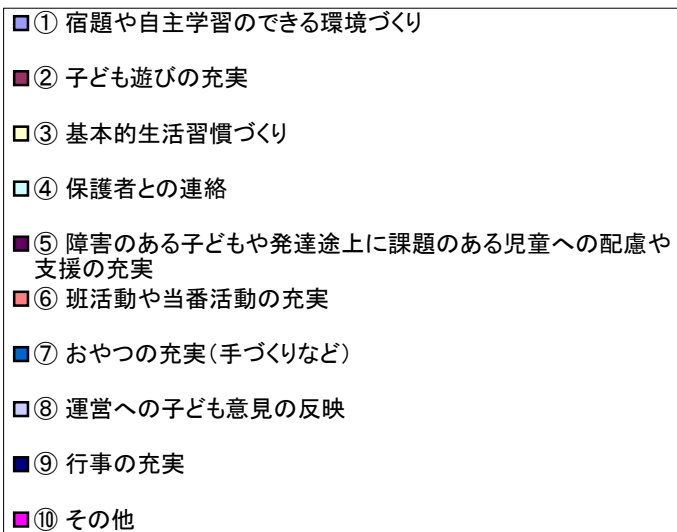 ① 宿題や自主学習のできる環境づくり
② 子ども遊びの充実
③ 基本的生活習慣づくり
④ 保護者との連絡
⑤ 障害のある子どもや発達途上に課題のある児童への配慮や
支援の充実
⑥ 班活動や当番活動の充実
⑦ おやつの充実（手づくりなど）
⑧ 運営への子ども意見の反映
⑨ 行事の充実
⑩ その他